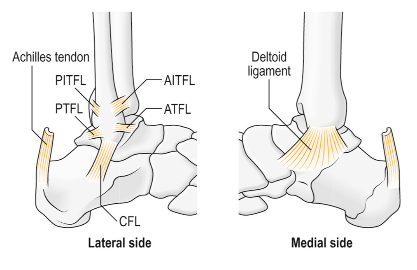 Achilles tendon
PITFL
AITFL
PTFL
ATFL
CFL
Lateral side
Deltoid
ligament
Medial side